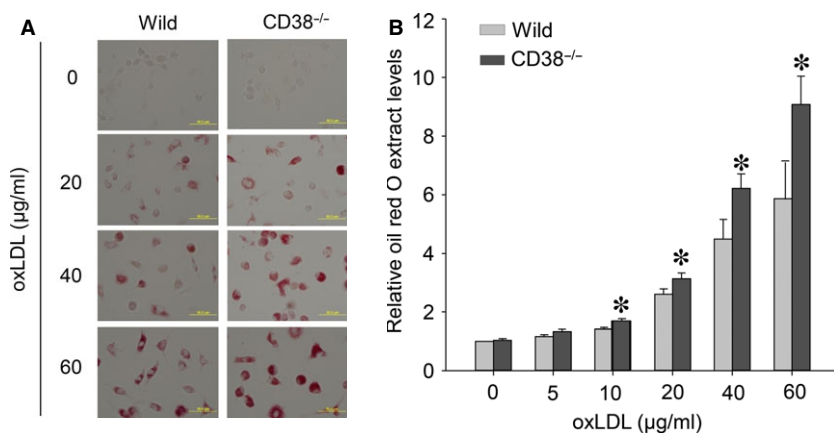 A
Wild
CD38⁻/⁻
oxLDL (µg/ml)
0
20
40
60
B
Wild
CD38⁻/⁻
Relative oil red O extract levels
12
10
8
6
4
2
0
*
*
*
*
0 5 10 20 40 60
oxLDL (µg/ml)